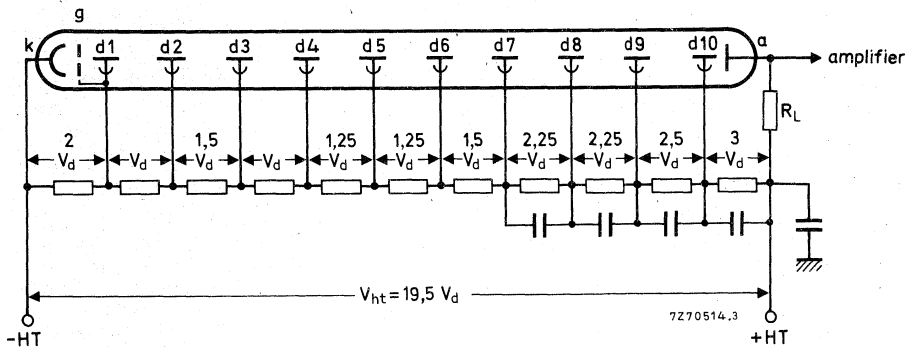 g
k d1 d2 d3 d4 d5 d6 d7 d8 d9 d10 a
amplifier
R_L
2 1,5 1,25 1,25 1,5 2,25 2,25 2,5 3
V_d V_d V_d V_d V_d V_d V_d V_d V_d V_d V_d
V_ht = 19,5 V_d
7Z70514.3
-HT +HT